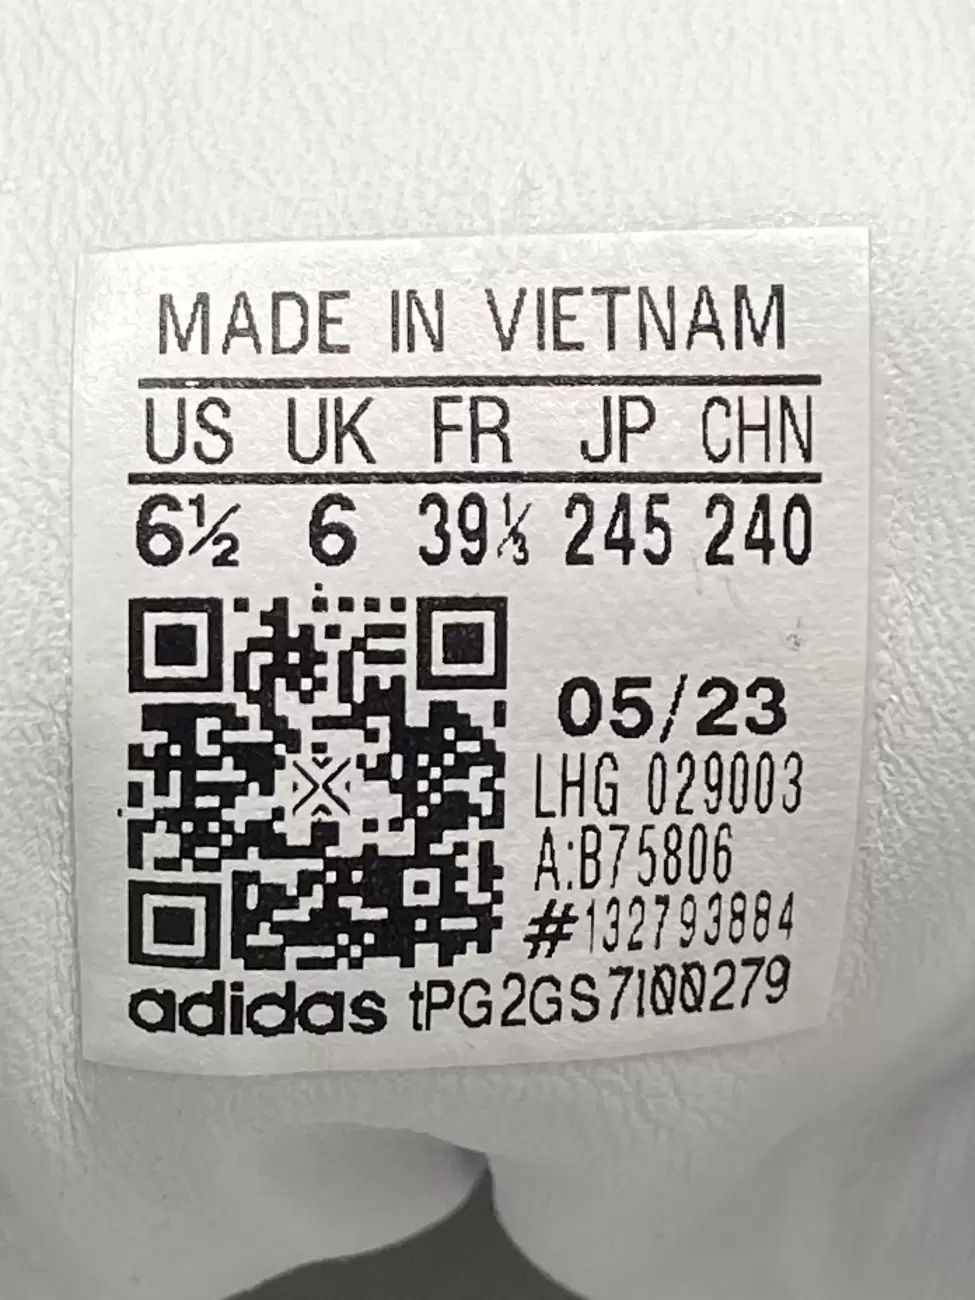 MADE IN VIETNAM
US UK FR JP CHN
6½ 6 39⅓ 245 240
05/23
LHG 029003
A:B75806
#132793884
adidas tPG2GS7100279